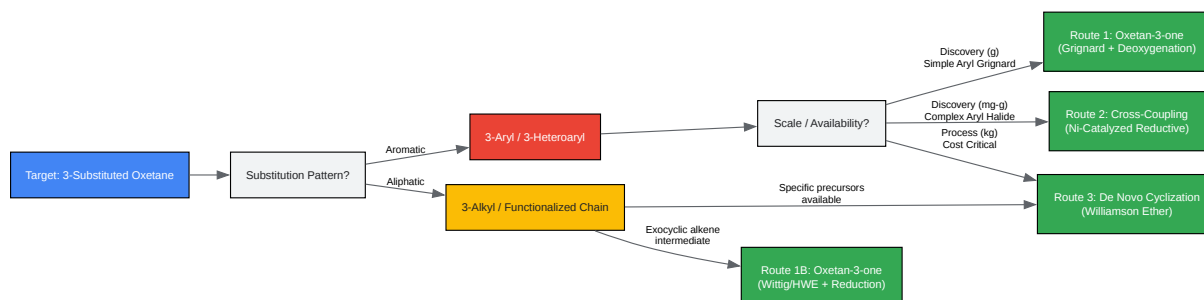 Target: 3-Substituted Oxetane
Substitution Pattern?
Aromatic
Aliphatic
3-Aryl / 3-Heteroaryl
3-Alkyl / Functionalized Chain
Scale / Availability?
Discovery (g)
Simple Aryl Grignard
Discovery (mg-g)
Complex Aryl Halide
Process (kg)
Cost Critical
Specific precursors
available
Exocyclic alkene
intermediate
Route 1: Oxetan-3-one
(Grignard + Deoxygenation)
Route 2: Cross-Coupling
(Ni-Catalyzed Reductive)
Route 3: De Novo Cyclization
(Williamson Ether)
Route 1B: Oxetan-3-one
(Wittig/HWE + Reduction)